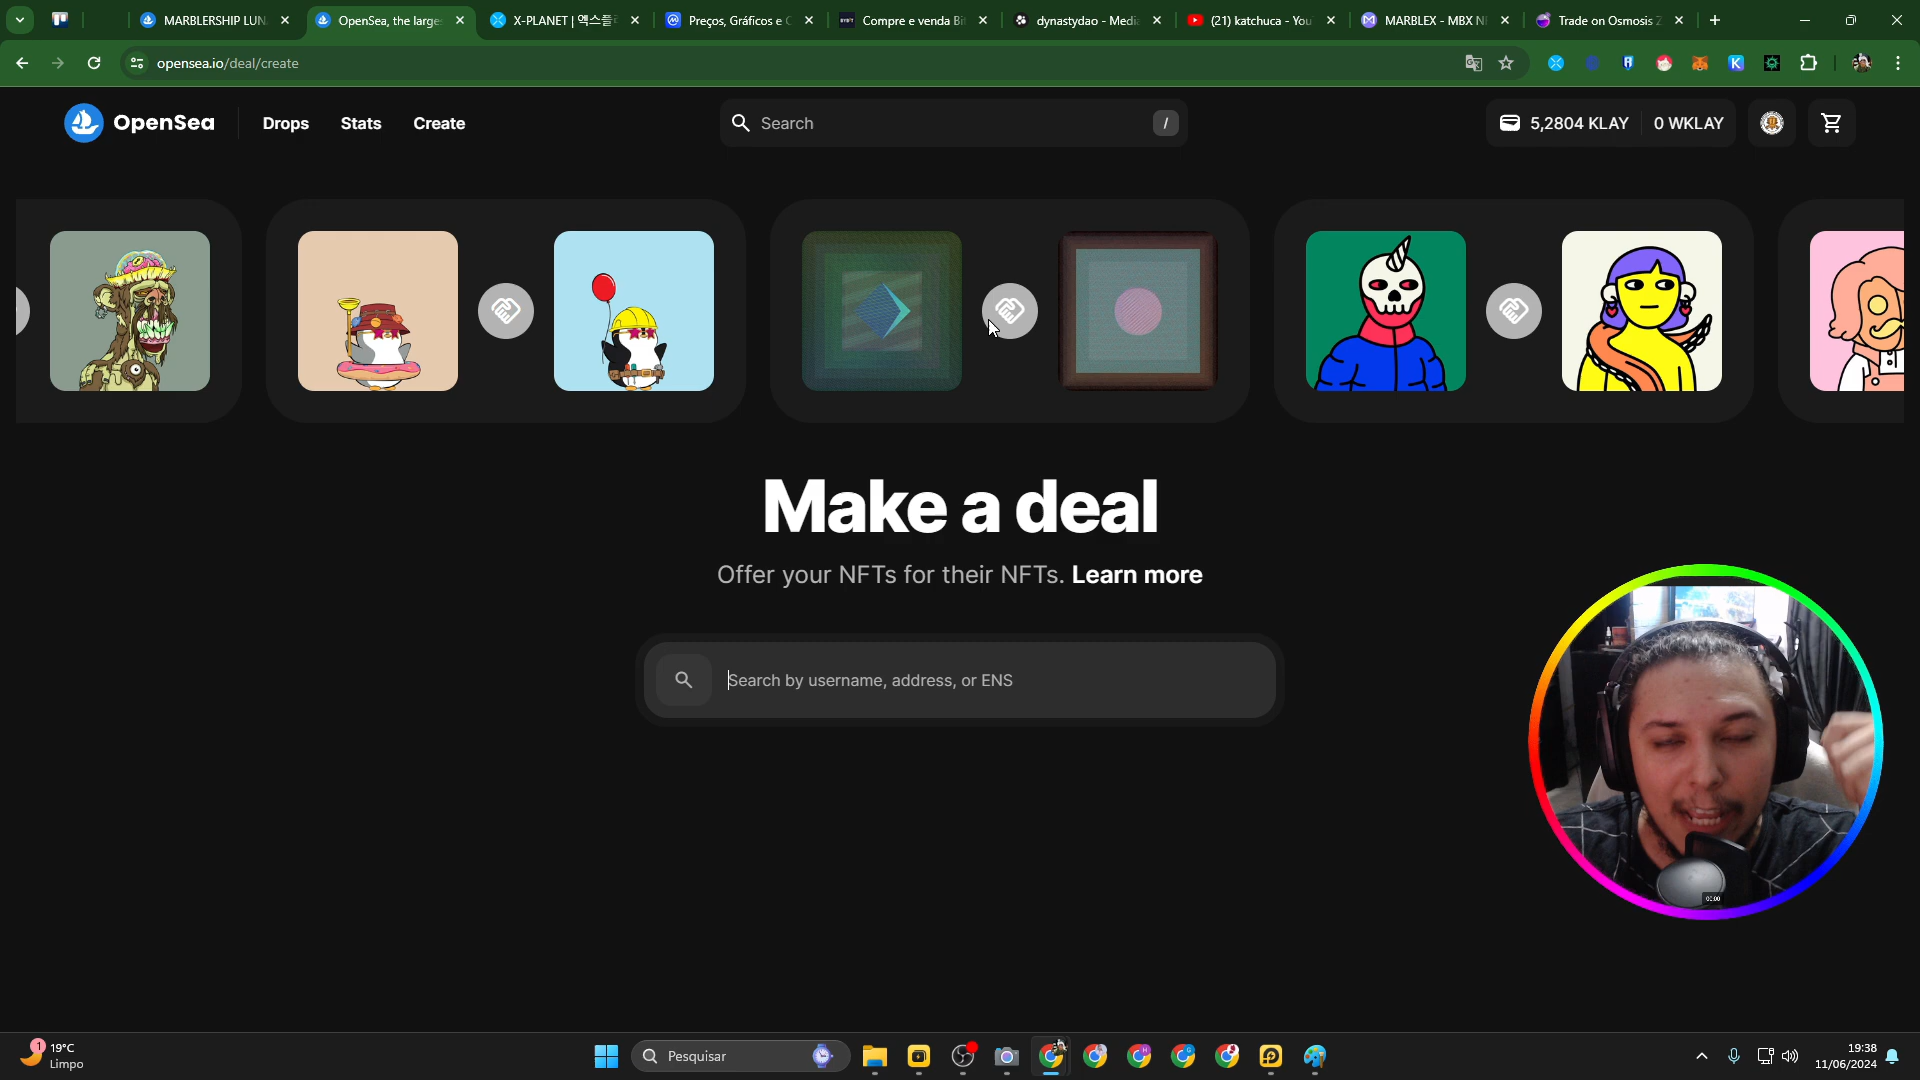 MARBLERSHIP LUN
OpenSea, the large
X-PLANET | 엑스플
Preços, Gráficos e C
Compre e venda Bi
dynastydao - Medi
(21) katchuca - You
MARBLEX - MBX N
Trade on Osmosis
opensea.io/deal/create
OpenSea
Drops
Stats
Create
Search
/
5,2804 KLAY
0 WKLAY
Make a deal
Offer your NFTs for their NFTs. Learn more
Search by username, address, or ENS
00:00
1
19°C
Limpo
Pesquisar
19:38
11/06/2024